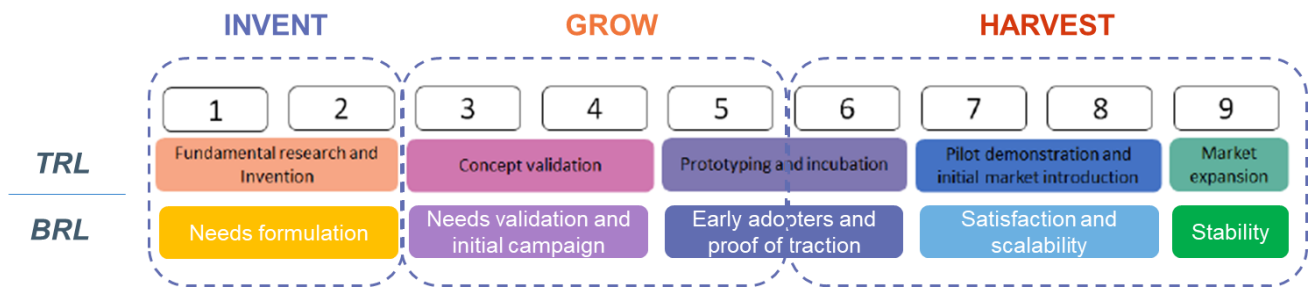 INVENT GROW HARVEST
1 2 3 4 5 6 7 8 9
TRL
Fundamental research and
Invention
Concept validation
Prototyping and incubation
Pilot demonstration and
initial market introduction
Market
expansion
BRL
Needs formulation
Needs validation and
initial campaign
Early adopters and
proof of traction
Satisfaction and
scalability
Stability